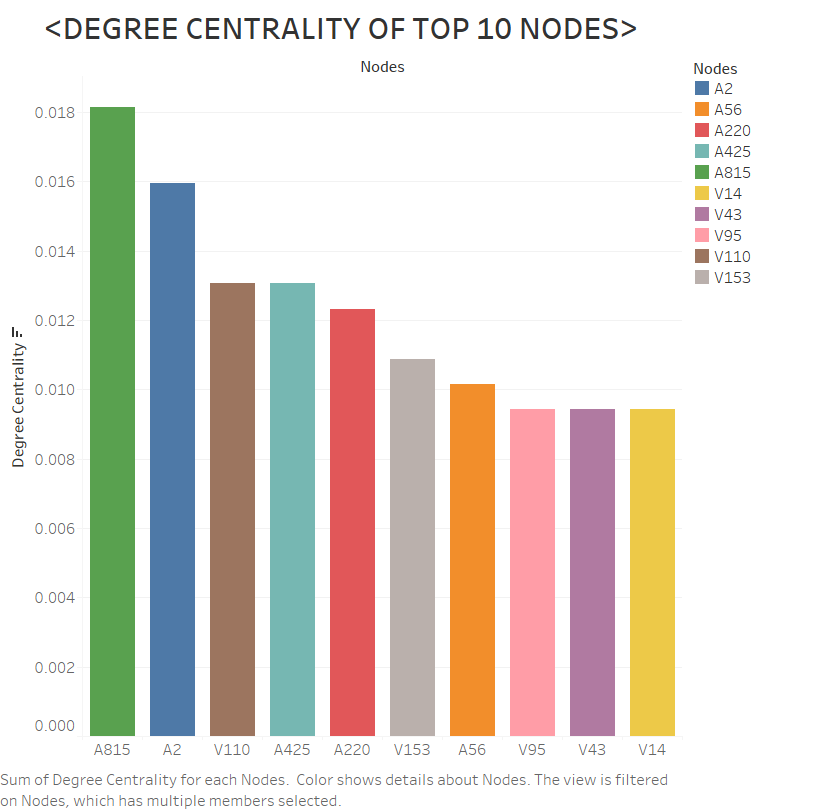 <DEGREE CENTRALITY OF TOP 10 NODES>
Nodes
Nodes
A2
A56
A220
A425
A815
V14
V43
V95
V110
V153
Degree Centrality
0.018
0.016
0.014
0.012
0.010
0.008
0.006
0.004
0.002
0.000
A815 A2 V110 A425 A220 V153 A56 V95 V43 V14
Sum of Degree Centrality for each Nodes.  Color shows details about Nodes. The view is filtered
on Nodes, which has multiple members selected.